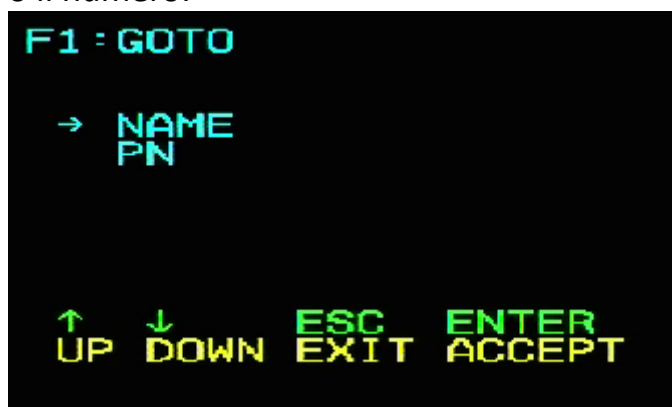 F1:GOTO
→ NAME
PN
↑ ↓ ESC ENTER
UP DOWN EXIT ACCEPT